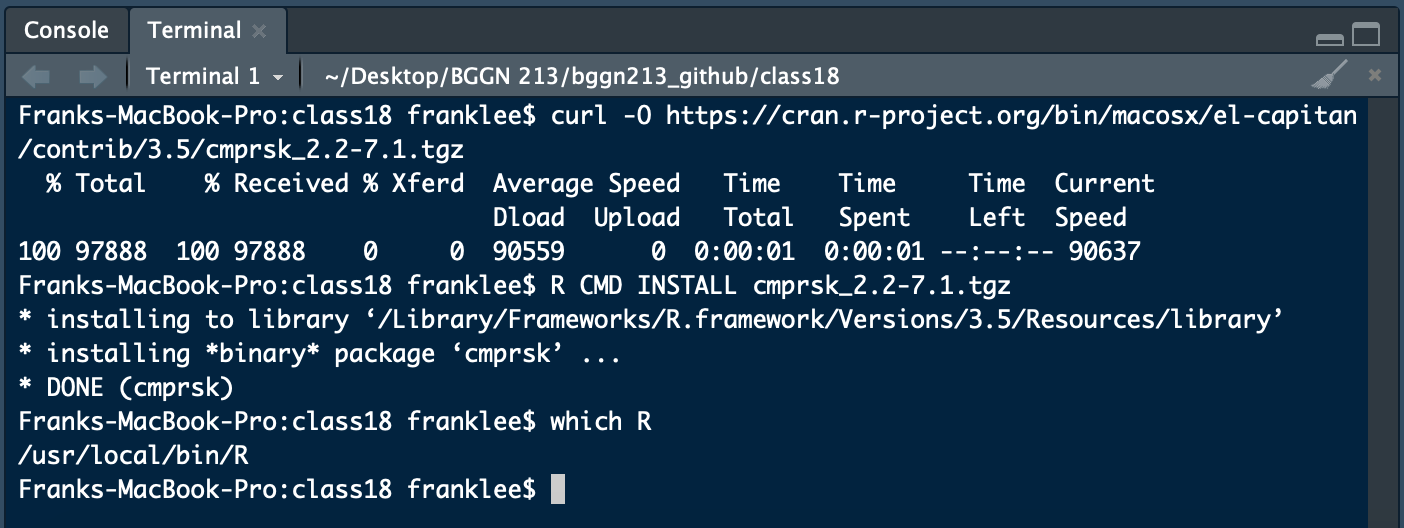 Console Terminal
Terminal 1 ~/Desktop/BGGN 213/bggn213_github/class18
Franks-MacBook-Pro:class18 franklee$ curl -O https://cran.r-project.org/bin/macosx/el-capitan
/contrib/3.5/cmprsk_2.2-7.1.tgz
% Total % Received % Xferd Average Speed Time Time Time Current
Dload Upload Total Spent Left Speed
100 97888 100 97888 0 0 90559 0 0:00:01 0:00:01 --:--:-- 90637
Franks-MacBook-Pro:class18 franklee$ R CMD INSTALL cmprsk_2.2-7.1.tgz
* installing to library ‘/Library/Frameworks/R.framework/Versions/3.5/Resources/library’
* installing *binary* package ‘cmprsk’ ...
* DONE (cmprsk)
Franks-MacBook-Pro:class18 franklee$ which R
/usr/local/bin/R
Franks-MacBook-Pro:class18 franklee$